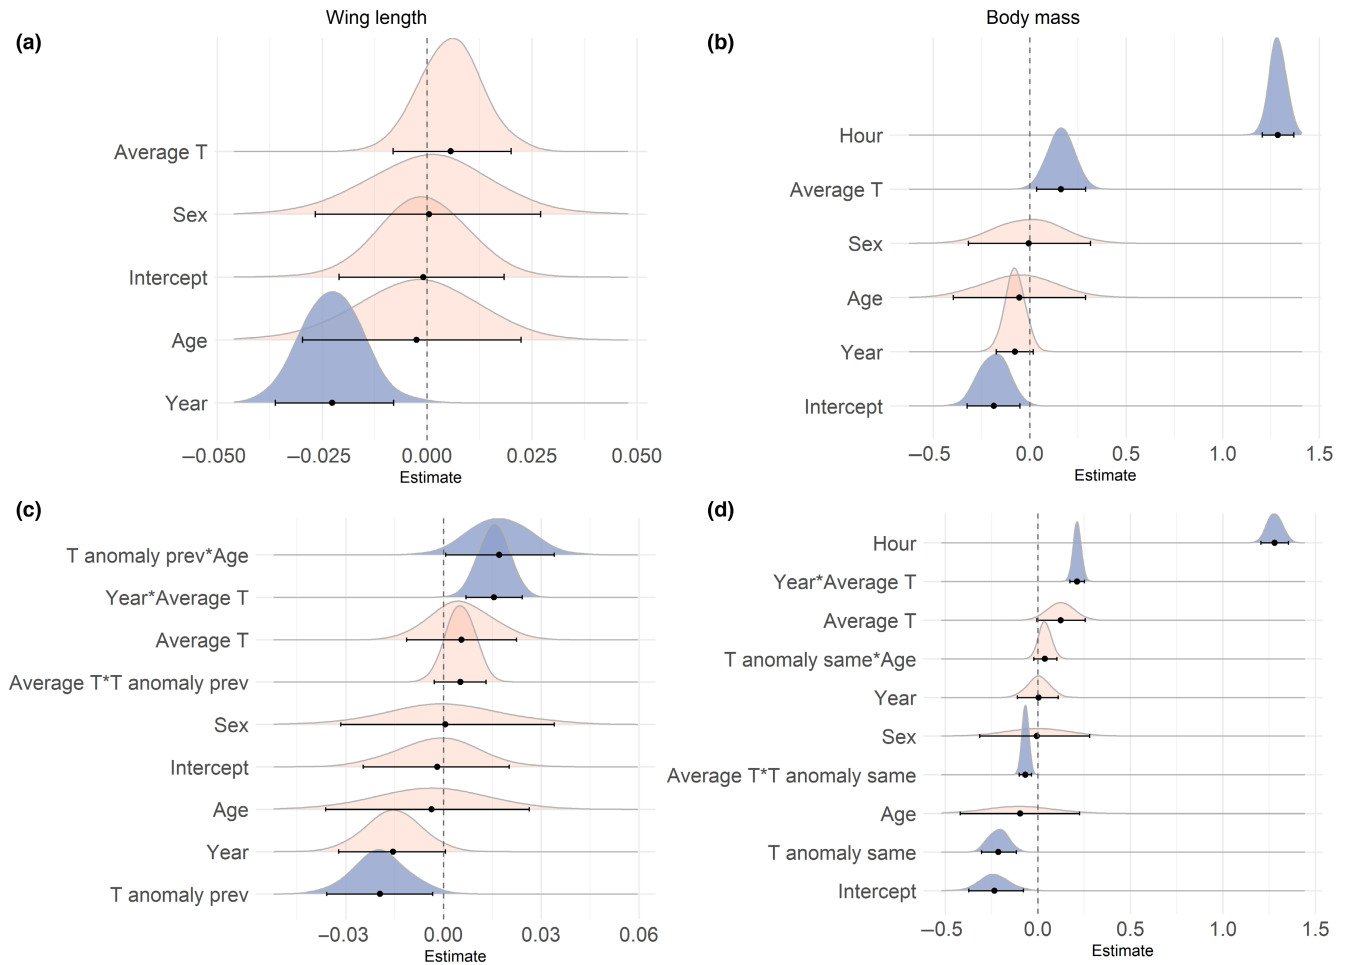 Wing length
(a)
Average T
Sex
Intercept
Age
Year
−0.050 −0.025 0.000 0.025 0.050
Estimate
Body mass
(b)
Hour
Average T
Sex
Age
Year
Intercept
−0.5 0.0 0.5 1.0 1.5
Estimate
(c)
T anomaly prev*Age
Year*Average T
Average T
Average T*T anomaly prev
Sex
Intercept
Age
Year
T anomaly prev
−0.03 0.00 0.03 0.06
Estimate
(d)
Hour
Year*Average T
Average T
T anomaly same*Age
Year
Sex
Average T*T anomaly same
Age
T anomaly same
Intercept
−0.5 0.0 0.5 1.0 1.5
Estimate